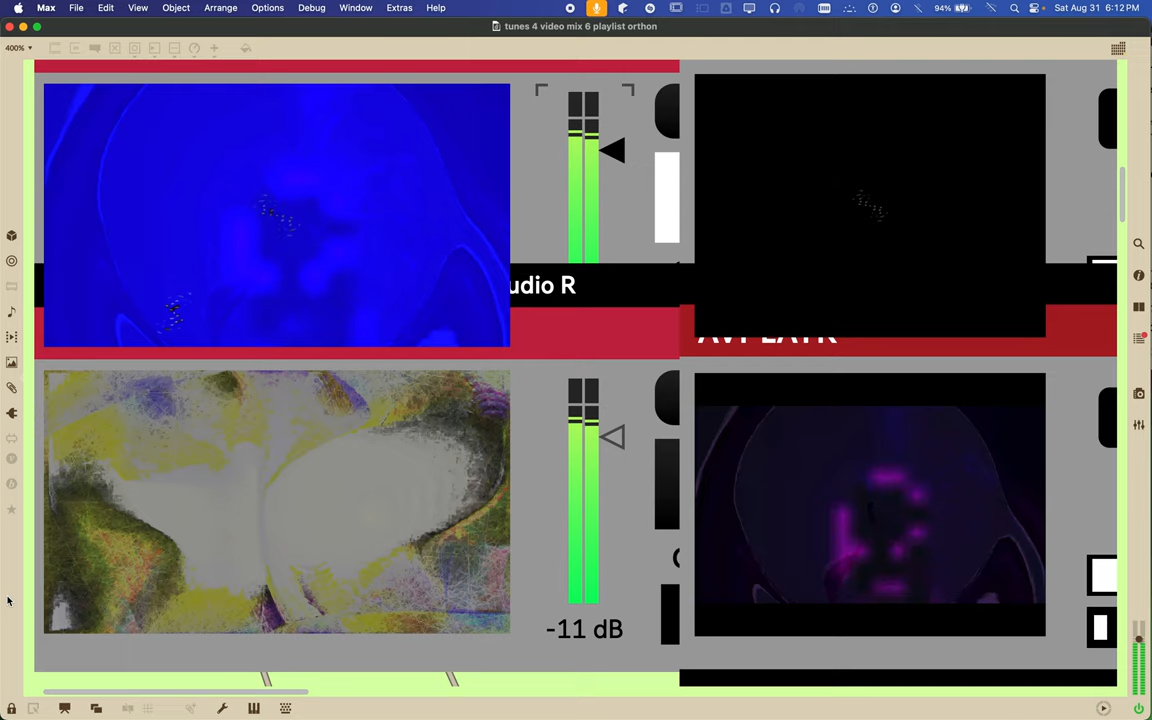 Max File Edit View Object Arrange Options Debug Window Extras Help
94%
Sat Aug 31 6:12 PM
tunes 4 video mix 6 playlist orthon
400%
udio R
-11 dB